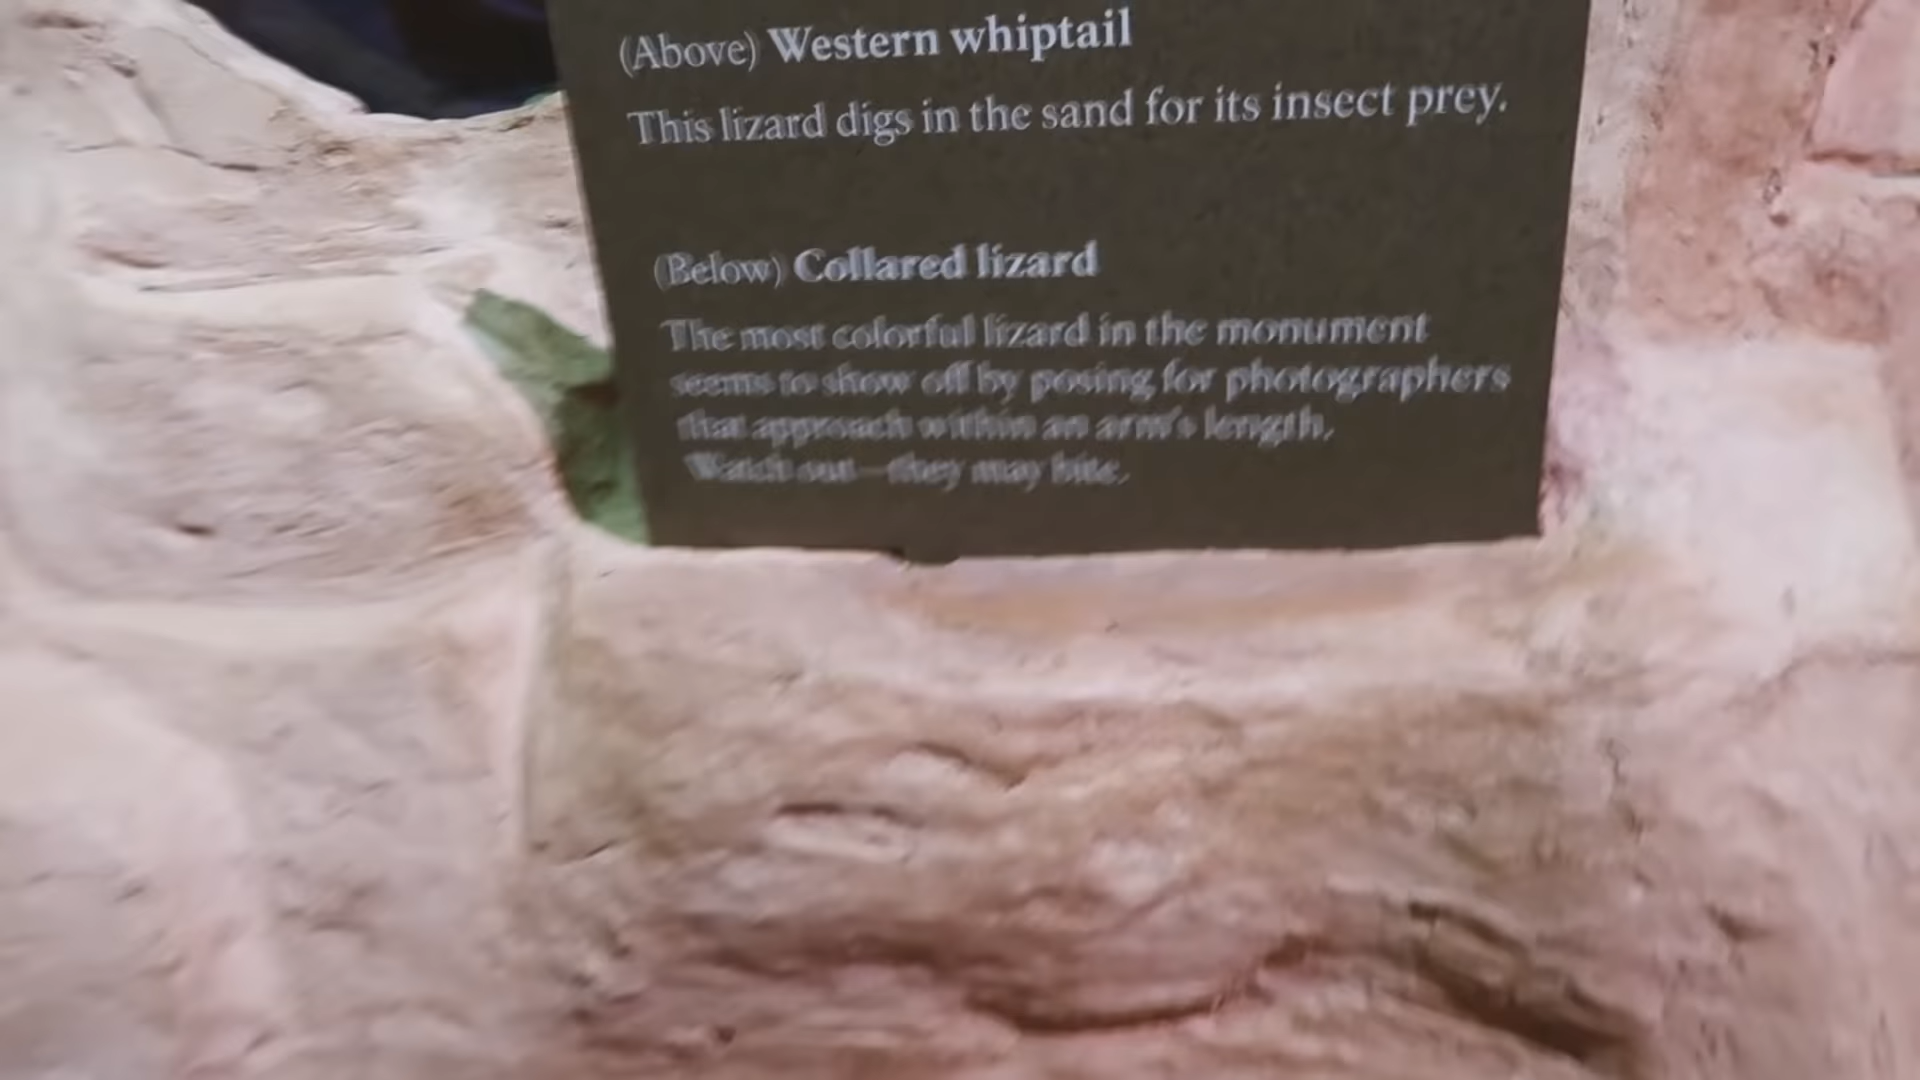 (Above) Western whiptail
This lizard digs in the sand for its insect prey.
(Below) Collared lizard
The most colorful lizard in the monument
seems to show off by posing for photographers
that approach within an arm's length.
Watch out—they may bite.